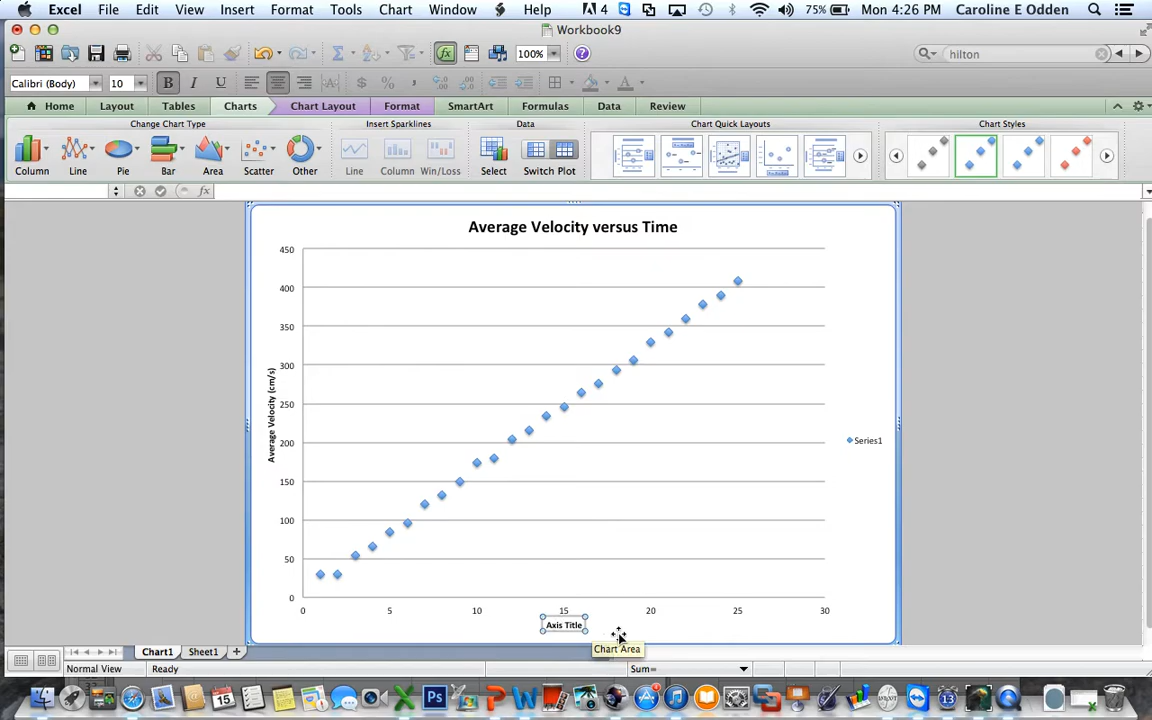 Excel File Edit View Insert Format Tools Chart Window Help 4 75% Mon 4:26 PM Caroline E Odden
Workbook9
100% hilton
Calibri (Body) 10 B I U A $ % , A
Home Layout Tables Charts Chart Layout Format SmartArt Formulas Data Review
Change Chart Type Insert Sparklines Data Chart Quick Layouts Chart Styles
Column Line Pie Bar Area Scatter Other Line Column Win/Loss Select Switch Plot
fx
Average Velocity versus Time
450
400
350
300
250
200
150
100
50
0
Average Velocity (cm/s)
Series1
0 5 10 15 20 25 30
Axis Title
Chart Area
Chart1 Sheet1
Normal View Ready Sum=